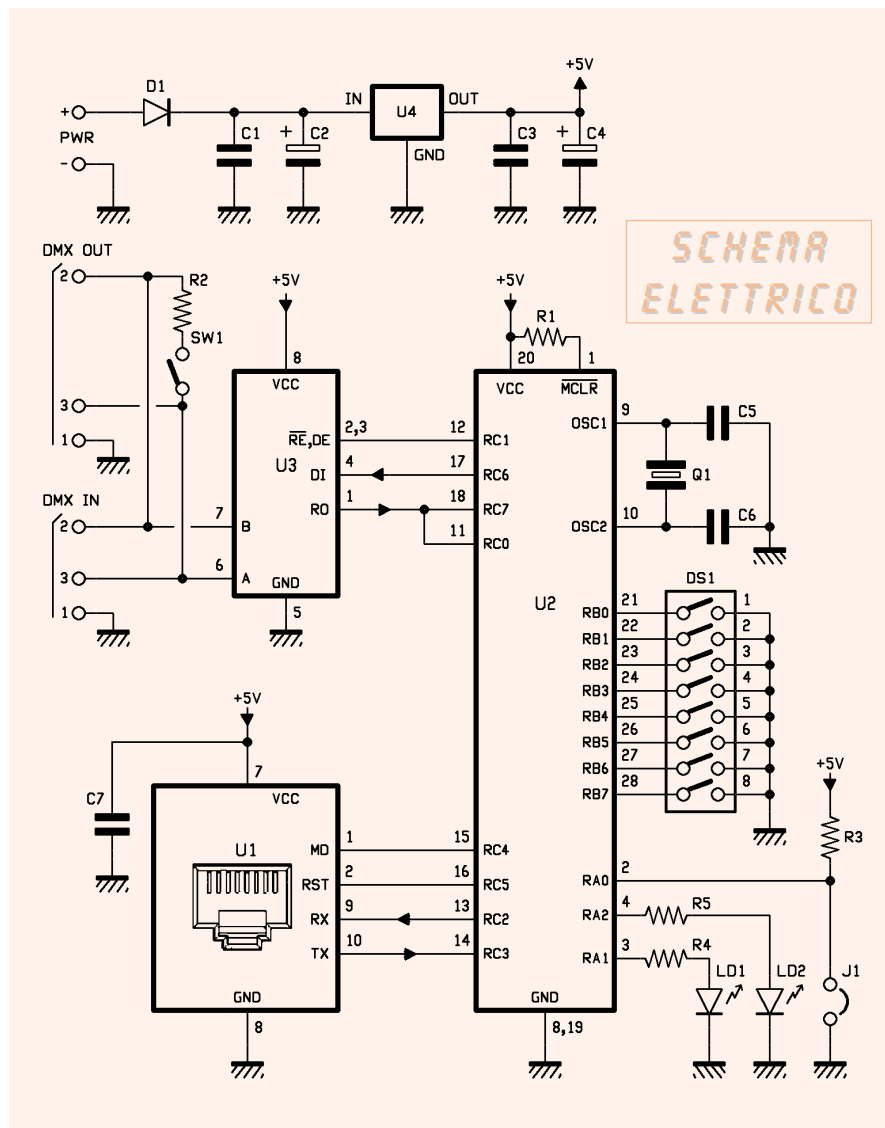 +5V
D1
IN
U4
OUT
+
PWR
-
C1
+
C2
GND
C3
+
C4
SCHEMA
ELETTRICO
DMX OUT
2
R2
SW1
3
1
DMX IN
2
3
1
+5V
8
VCC
RE,DE
2,3
U3
DI
4
RO
1
7
B
6
A
GND
5
+5V
R1
20
1
VCC
MCLR
12
RC1
17
RC6
18
RC7
11
RC0
OSC1
9
C5
Q1
OSC2
10
C6
U2
DS1
RB0
21
1
RB1
22
2
RB2
23
3
RB3
24
4
RB4
25
5
RB5
26
6
RB6
27
7
RB7
28
8
+5V
C7
7
VCC
U1
MD
1
15
RC4
RST
2
16
RC5
RX
9
13
RC2
TX
10
14
RC3
GND
8
GND
8,19
+5V
R3
RA0
2
RA2
4
R5
RA1
3
R4
LD1
LD2
J1